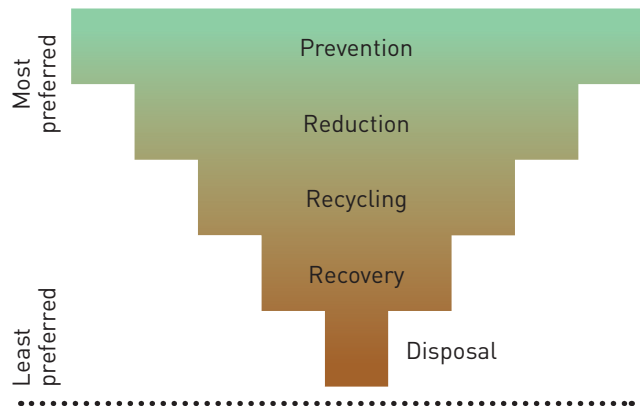 Most
preferred
Prevention
Reduction
Recycling
Recovery
Least
preferred
Disposal